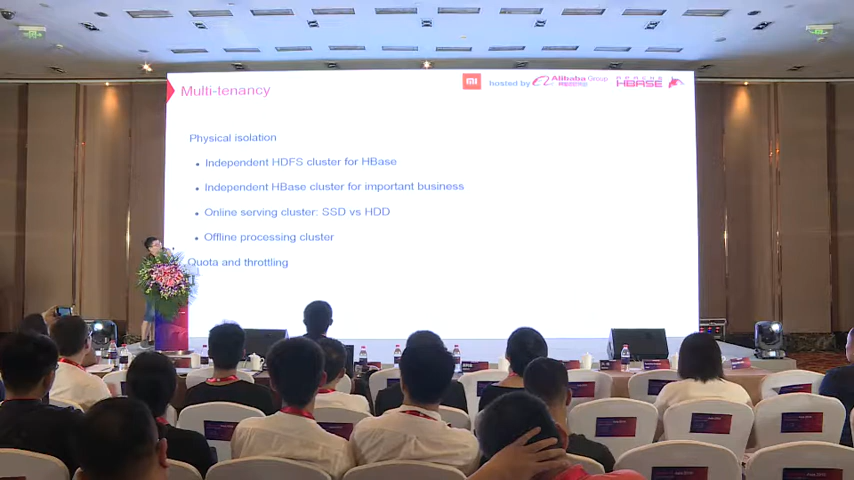 Multi-tenancy
hosted by Alibaba Group
APACHE HBASE
Physical isolation
• Independent HDFS cluster for HBase
• Independent HBase cluster for important business
• Online serving cluster: SSD vs HDD
• Offline processing cluster
Quota and throttling